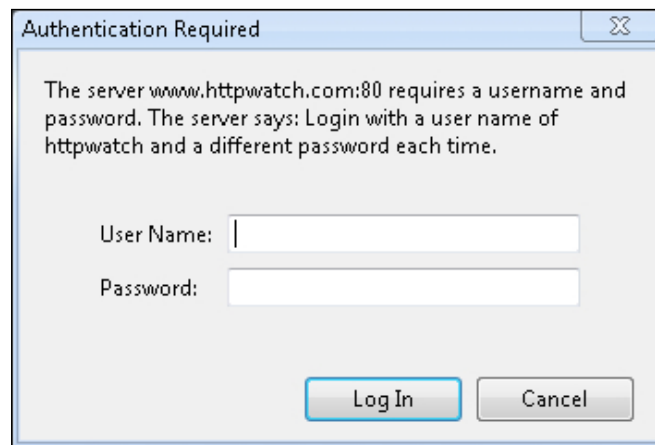 Authentication Required
The server www.httpwatch.com:80 requires a username and
password. The server says: Login with a user name of
httpwatch and a different password each time.
User Name:
Password:
Log In
Cancel